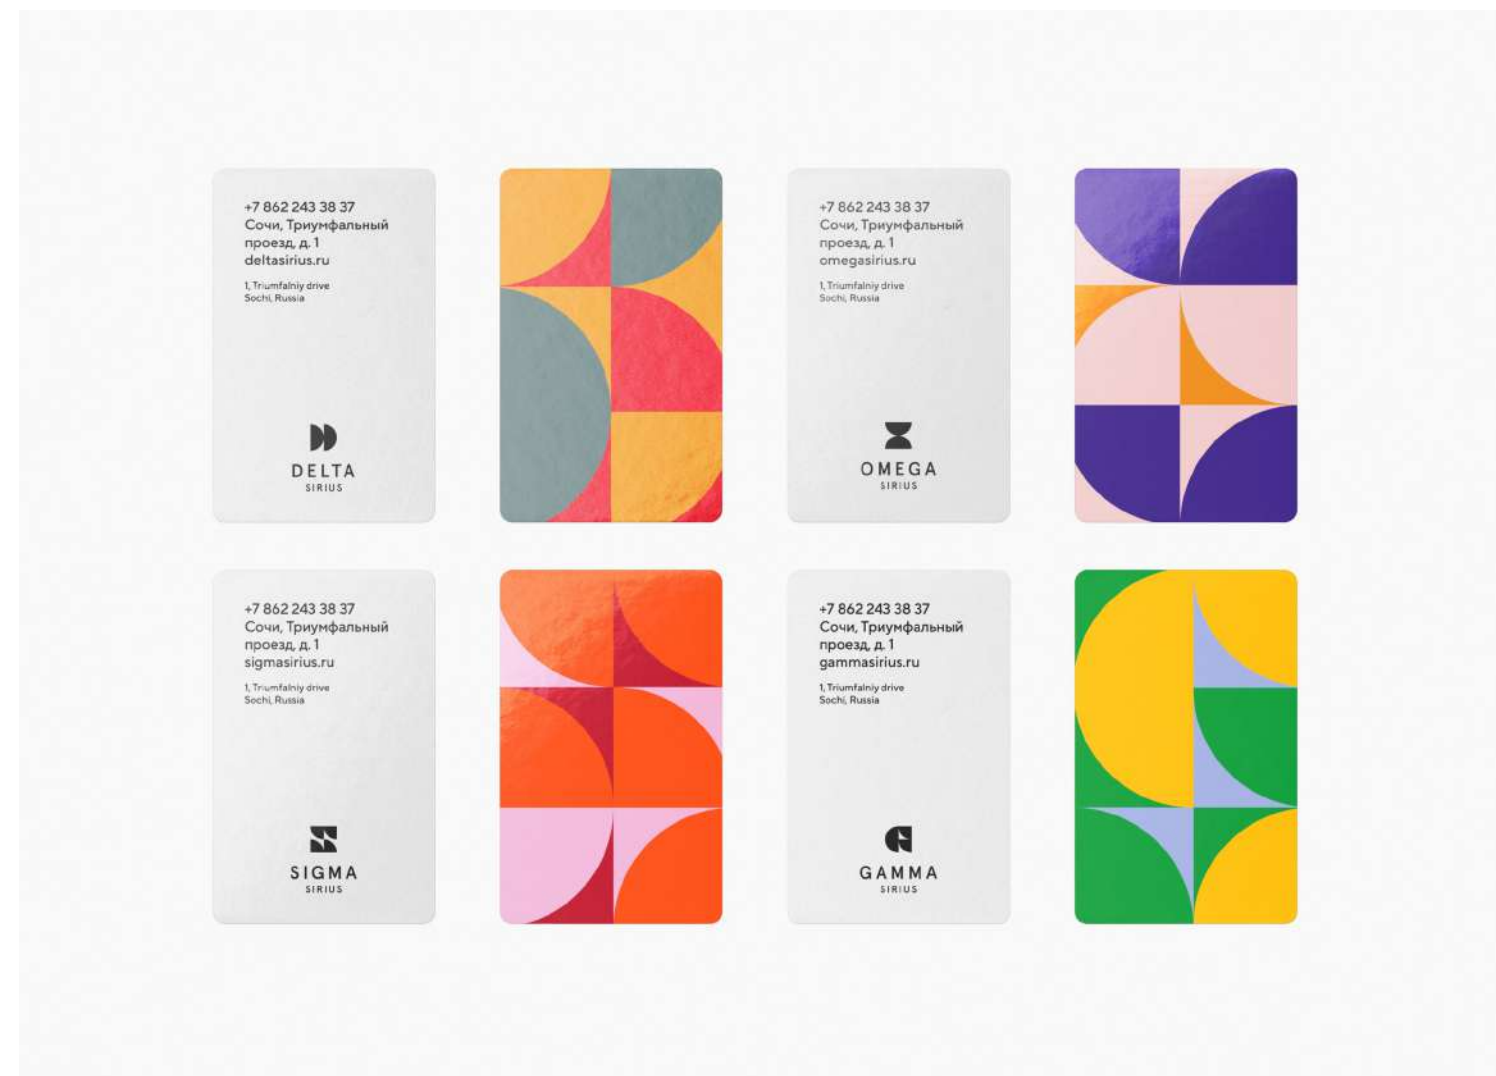 +7 862 243 38 37
Сочи, Триумфальный
проезд, д. 1
deltasirius.ru
1, Triumfalniy drive
Sochi, Russia
DELTA
SIRIUS
+7 862 243 38 37
Сочи, Триумфальный
проезд, д. 1
omegasirius.ru
1, Triumfalniy drive
Sochi, Russia
OMEGA
SIRIUS
+7 862 243 38 37
Сочи, Триумфальный
проезд, д. 1
sigmasirius.ru
1, Triumfalniy drive
Sochi, Russia
SIGMA
SIRIUS
+7 862 243 38 37
Сочи, Триумфальный
проезд, д. 1
gammasirius.ru
1, Triumfalniy drive
Sochi, Russia
GAMMA
SIRIUS